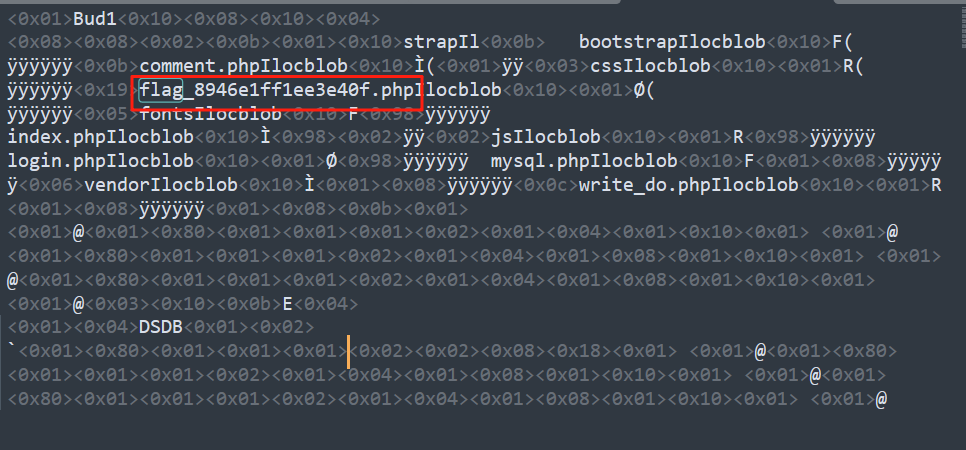 <0x01>Bud1<0x10><0x08><0x10><0x04>
<0x08><0x08><0x02><0x0b><0x01><0x10>strapIl<0x0b> bootstrapIlocblob<0x10>F(
ÿÿÿÿÿÿ<0x0b>comment.phpIlocblob<0x10>Ì(<0x01>ÿÿ<0x03>cssIlocblob<0x10><0x01>R(
ÿÿÿÿÿÿ<0x19>flag_8946e1ff1ee3e40f.phpIlocblob<0x10><0x01>Ø(
ÿÿÿÿÿÿ<0x05>fontsIlocblob<0x10>F<0x98>ÿÿÿÿÿÿ
index.phpIlocblob<0x10>Ì<0x98><0x02>ÿÿ<0x02>jsIlocblob<0x10><0x01>R<0x98>ÿÿÿÿÿÿ
login.phpIlocblob<0x10><0x01>Ø<0x98>ÿÿÿÿÿÿ mysql.phpIlocblob<0x10>F<0x01><0x08>ÿÿÿÿÿ
ÿ<0x06>vendorIlocblob<0x10>Ì<0x01><0x08>ÿÿÿÿÿÿ<0x0c>write_do.phpIlocblob<0x10><0x01>R
<0x01><0x08>ÿÿÿÿÿÿ<0x01><0x08><0x0b><0x01>
<0x01>@<0x01><0x80><0x01><0x01><0x01><0x02><0x01><0x04><0x01><0x10><0x01> <0x01>@
<0x01><0x80><0x01><0x01><0x01><0x02><0x01><0x04><0x01><0x08><0x01><0x10><0x01> <0x01>
@<0x01><0x80><0x01><0x01><0x01><0x02><0x01><0x04><0x01><0x08><0x01><0x10><0x01>
<0x01>@<0x03><0x10><0x0b>E<0x04>
<0x01><0x04>DSDB<0x01><0x02>
`<0x01><0x80><0x01><0x01><0x01><0x02><0x02><0x08><0x18><0x01> <0x01>@<0x01><0x80>
<0x01><0x01><0x01><0x02><0x01><0x04><0x01><0x08><0x01><0x10><0x01> <0x01>@<0x01>
<0x80><0x01><0x01><0x01><0x02><0x01><0x04><0x01><0x08><0x01><0x10><0x01> <0x01>@